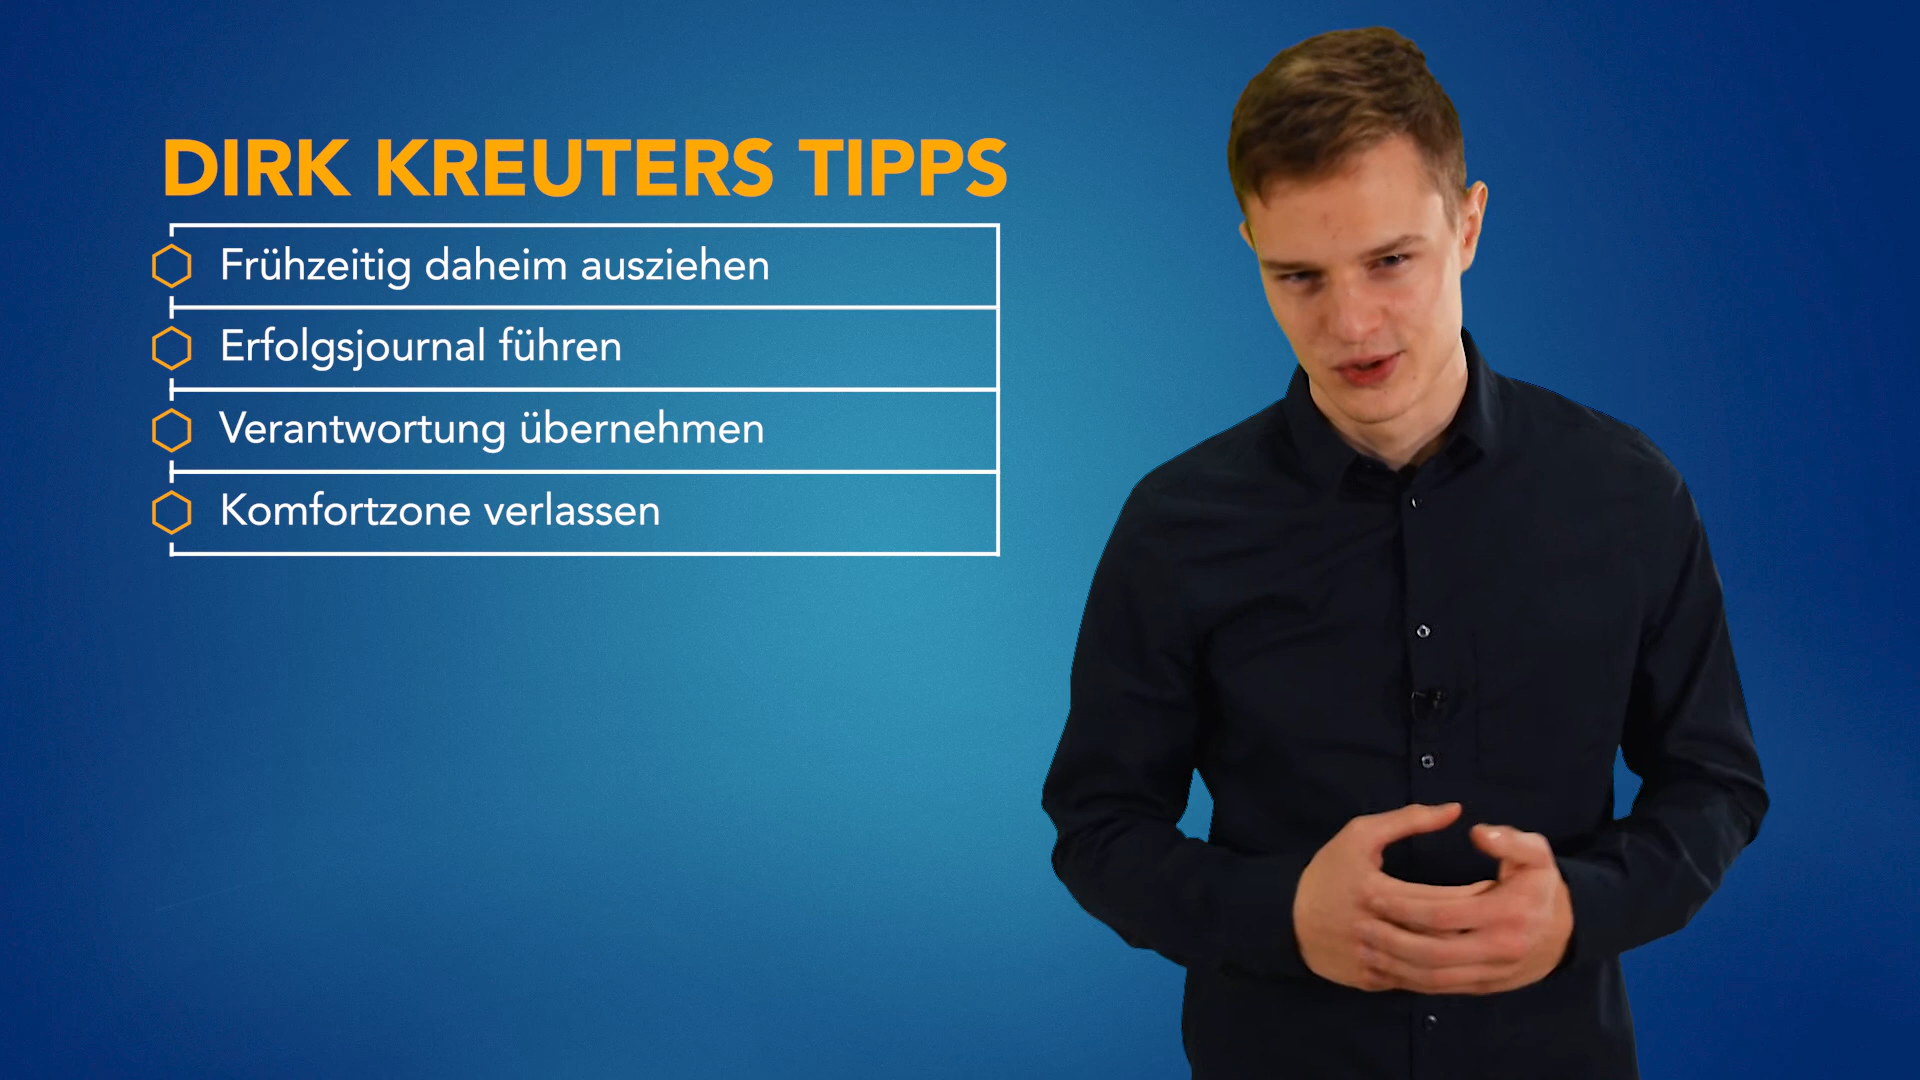 DIRK KREUTERS TIPPS
Frühzeitig daheim ausziehen
Erfolgsjournal führen
Verantwortung übernehmen
Komfortzone verlassen